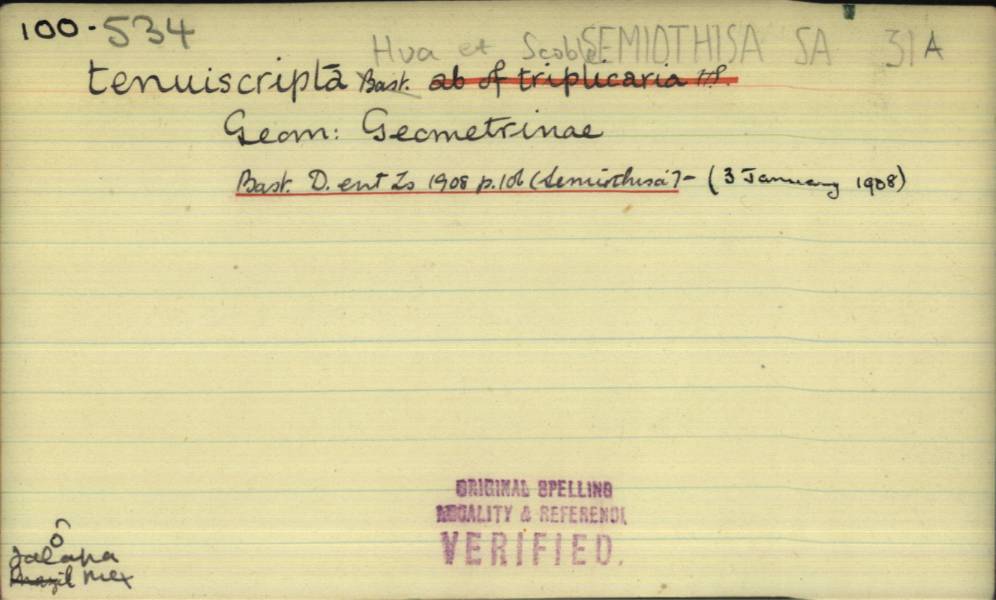 100-534
Hua et Scoble SEMIOTHISA SA 31A
tenuiscripta Bast. ab of triplicaria HS.
Geom: Geometrinae
Bast. D. ent Zs 1908 p. 106 (Semiothisa) - (3 January 1908)
ORIGINAL SPELLING
LOCALITY & REFERENCE
VERIFIED.
ô
Jalapa
Brazil Mex